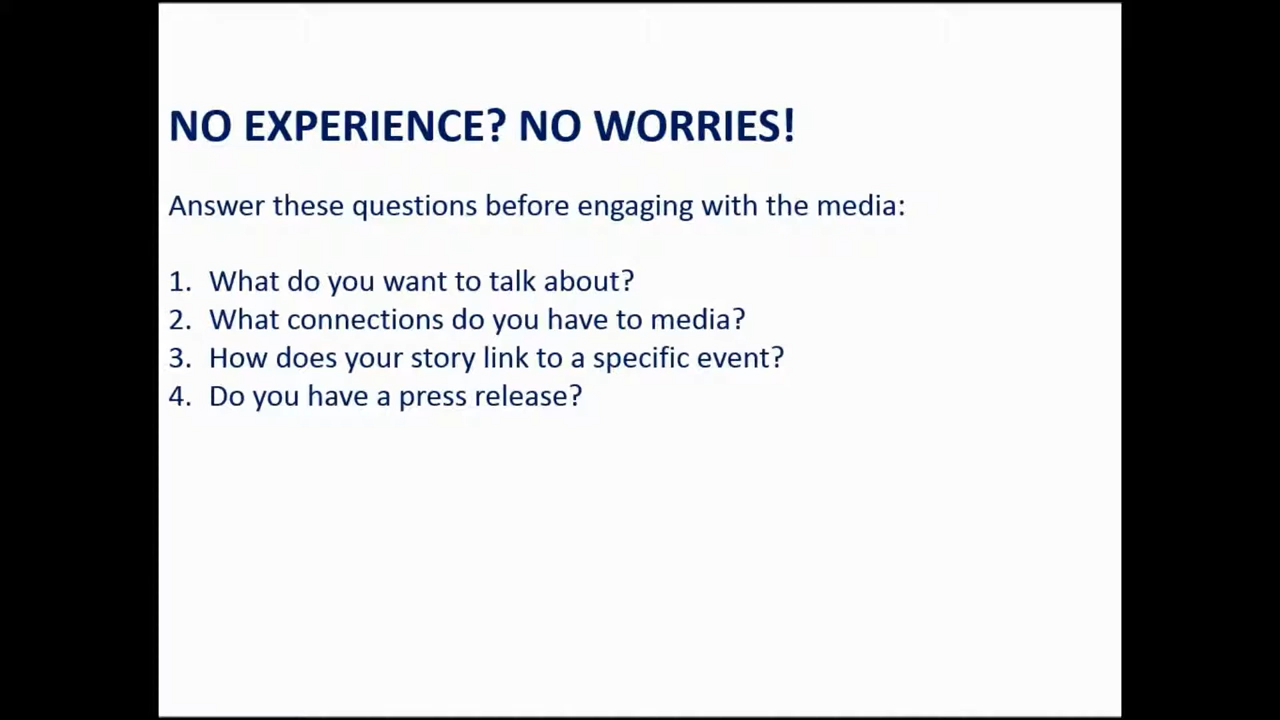 NO EXPERIENCE? NO WORRIES!
Answer these questions before engaging with the media:
1. What do you want to talk about?
2. What connections do you have to media?
3. How does your story link to a specific event?
4. Do you have a press release?